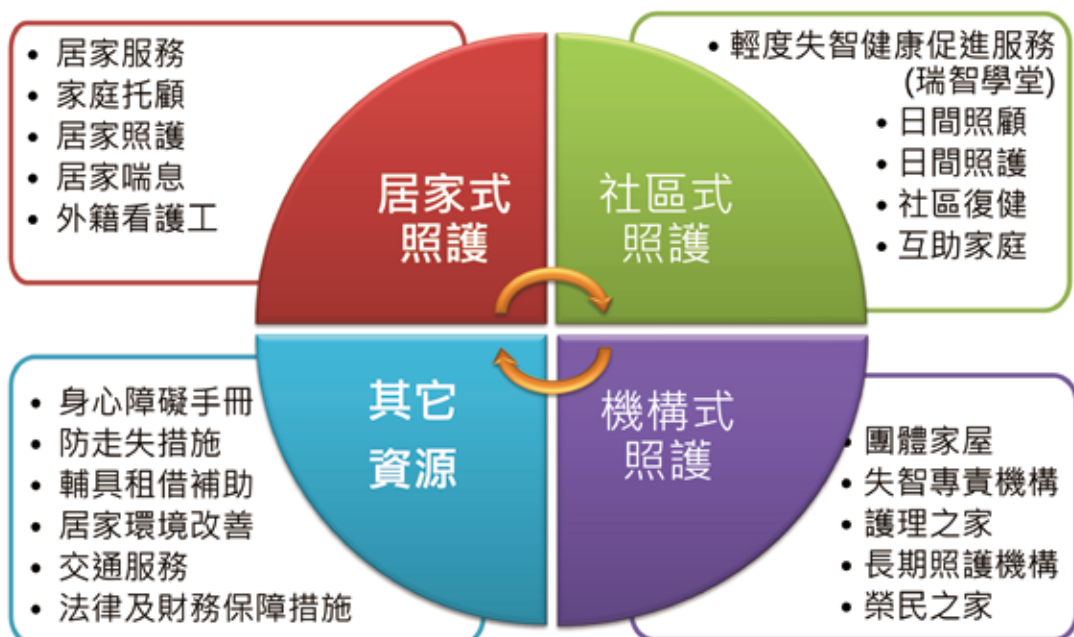 • 居家服務
• 家庭托顧
• 居家照護
• 居家喘息
• 外籍看護工
居家式
照護
社區式
照護
• 輕度失智健康促進服務
(瑞智學堂)
• 日間照顧
• 日間照護
• 社區復健
• 互助家庭
• 身心障礙手冊
• 防走失措施
• 輔具租借補助
• 居家環境改善
• 交通服務
• 法律及財務保障措施
其它
資源
機構式
照護
• 團體家屋
• 失智專責機構
• 護理之家
• 長期照護機構
• 榮民之家